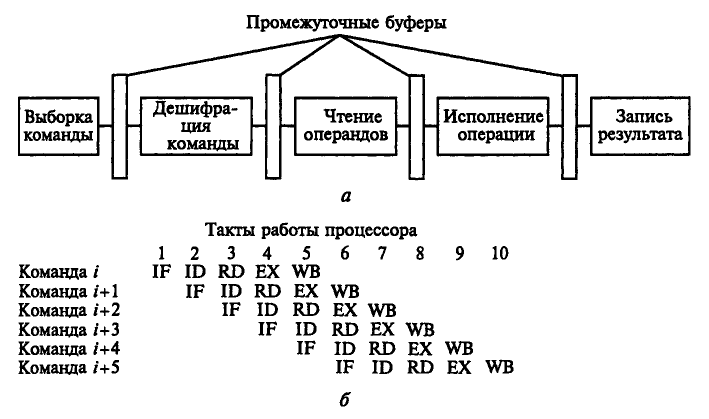 Промежуточные буферы
Выборка
команды
Дешифра-
ция
команды
Чтение
операндов
Исполнение
операции
Запись
результата
а
Такты работы процессора
1 2 3 4 5 6 7 8 9 10
Команда i IF ID RD EX WB
Команда i+1 IF ID RD EX WB
Команда i+2 IF ID RD EX WB
Команда i+3 IF ID RD EX WB
Команда i+4 IF ID RD EX WB
Команда i+5 IF ID RD EX WB
б